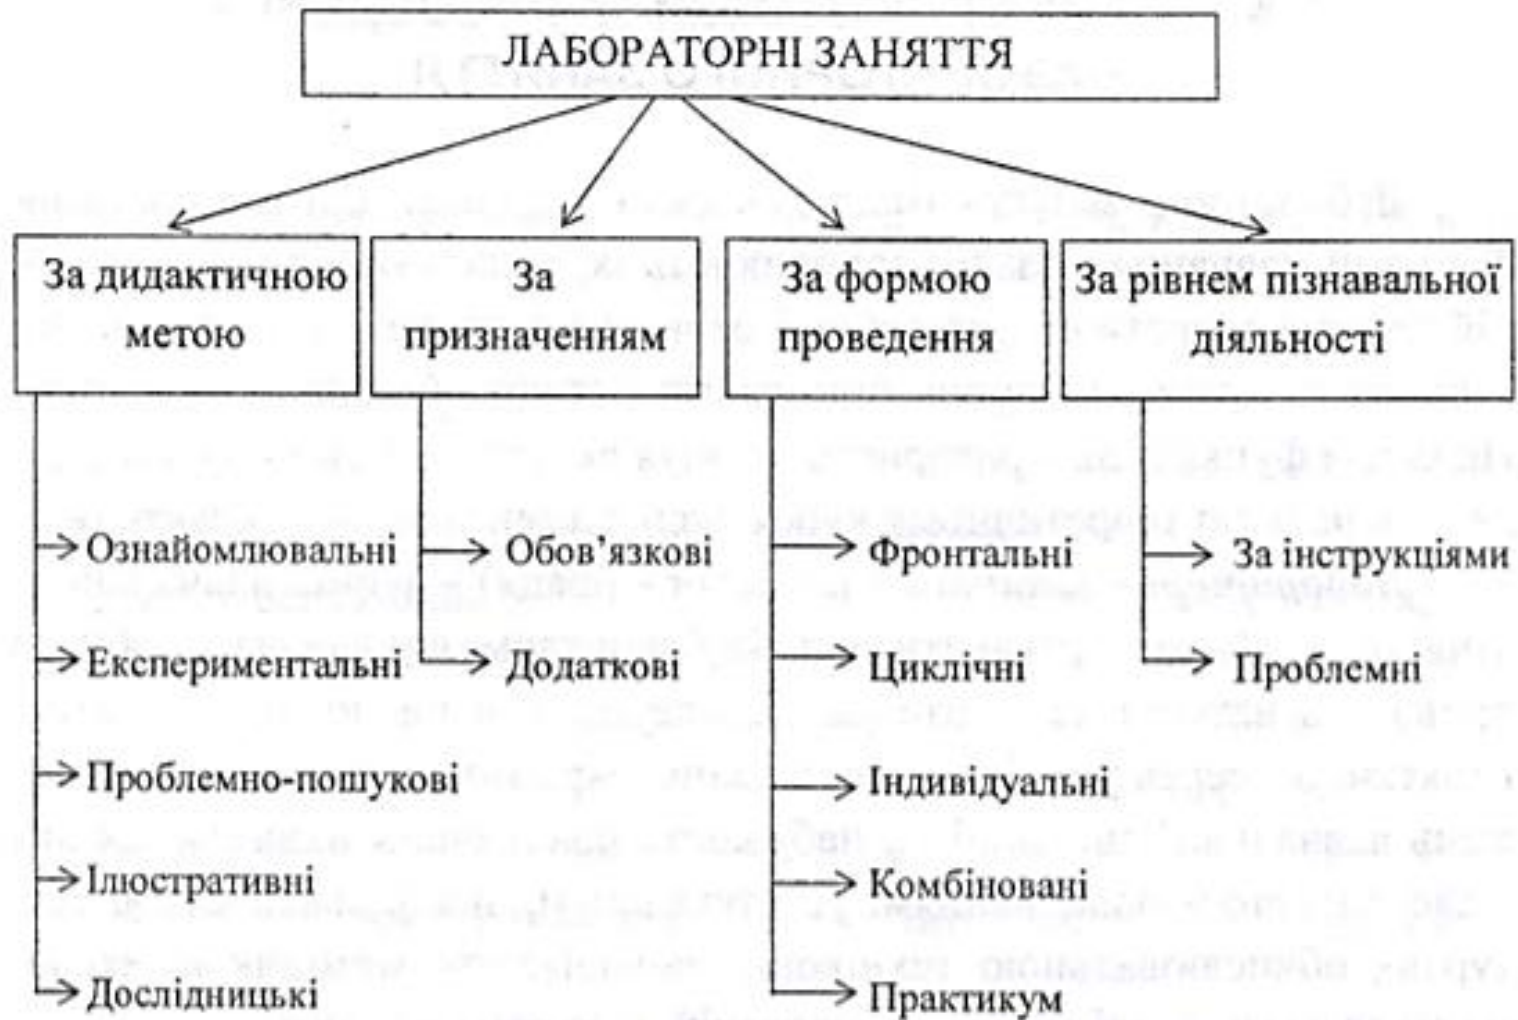 ЛАБОРАТОРНІ ЗАНЯТТЯ
За дидактичною
метою
За
призначенням
За формою
проведення
За рівнем пізнавальної
діяльності
Ознайомлювальні
Експериментальні
Проблемно-пошукові
Ілюстративні
Дослідницькі
Обов’язкові
Додаткові
Фронтальні
Циклічні
Індивідуальні
Комбіновані
Практикум
За інструкціями
Проблемні